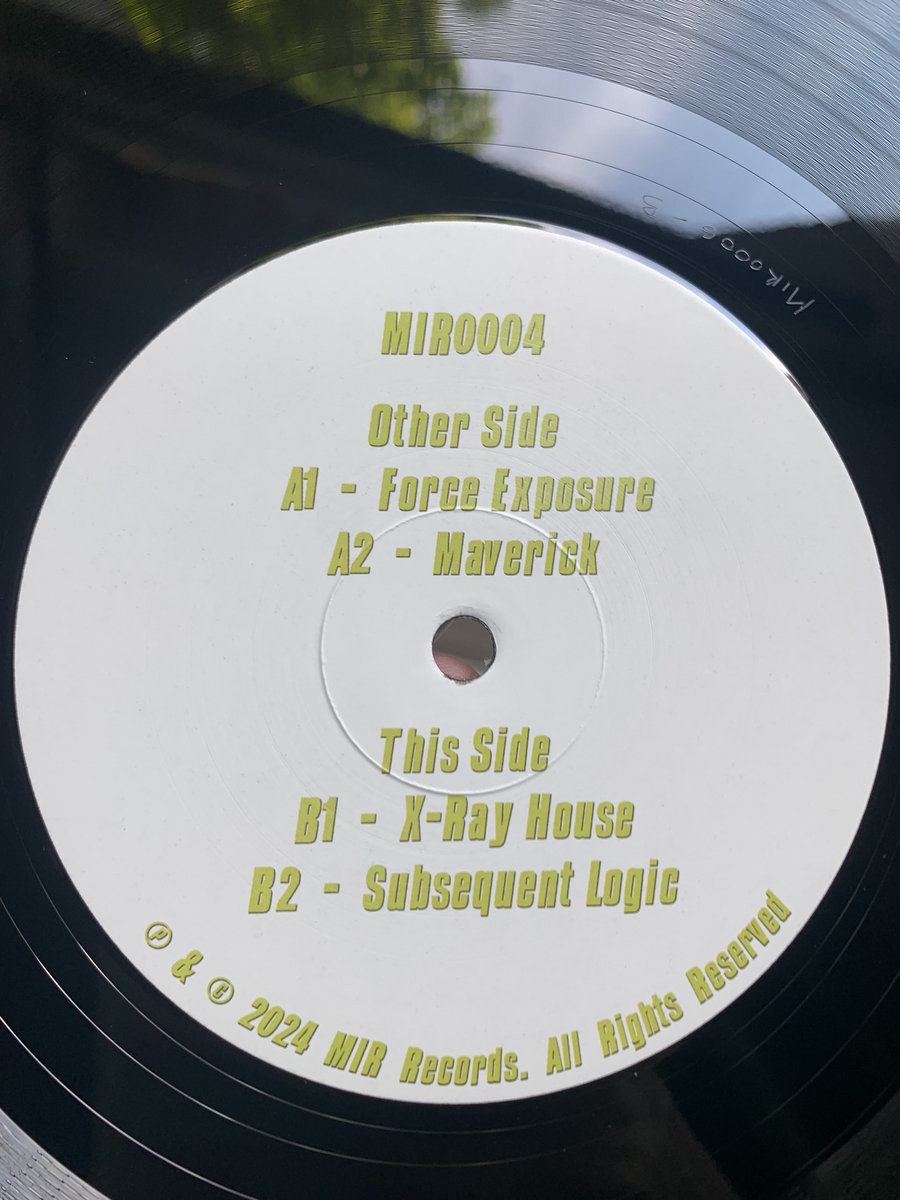 MIR0004
Other Side
A1 - Force Exposure
A2 - Maverick
This Side
B1 - X-Ray House
B2 - Subsequent Logic
℗ & © 2024 MIR Records. All Rights Reserved